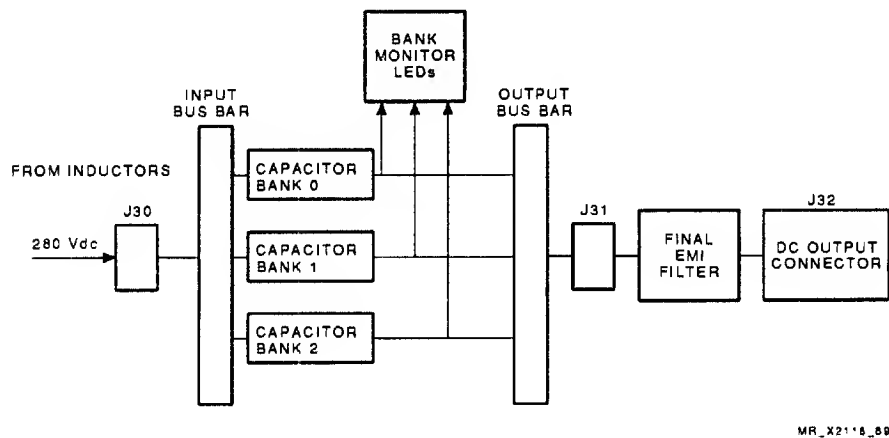 BANK
MONITOR
LEDs
INPUT
BUS BAR
OUTPUT
BUS BAR
FROM INDUCTORS
CAPACITOR
BANK 0
J30
J31
J32
280 Vdc
CAPACITOR
BANK 1
FINAL
EMI
FILTER
DC OUTPUT
CONNECTOR
CAPACITOR
BANK 2
MR_X2116_89